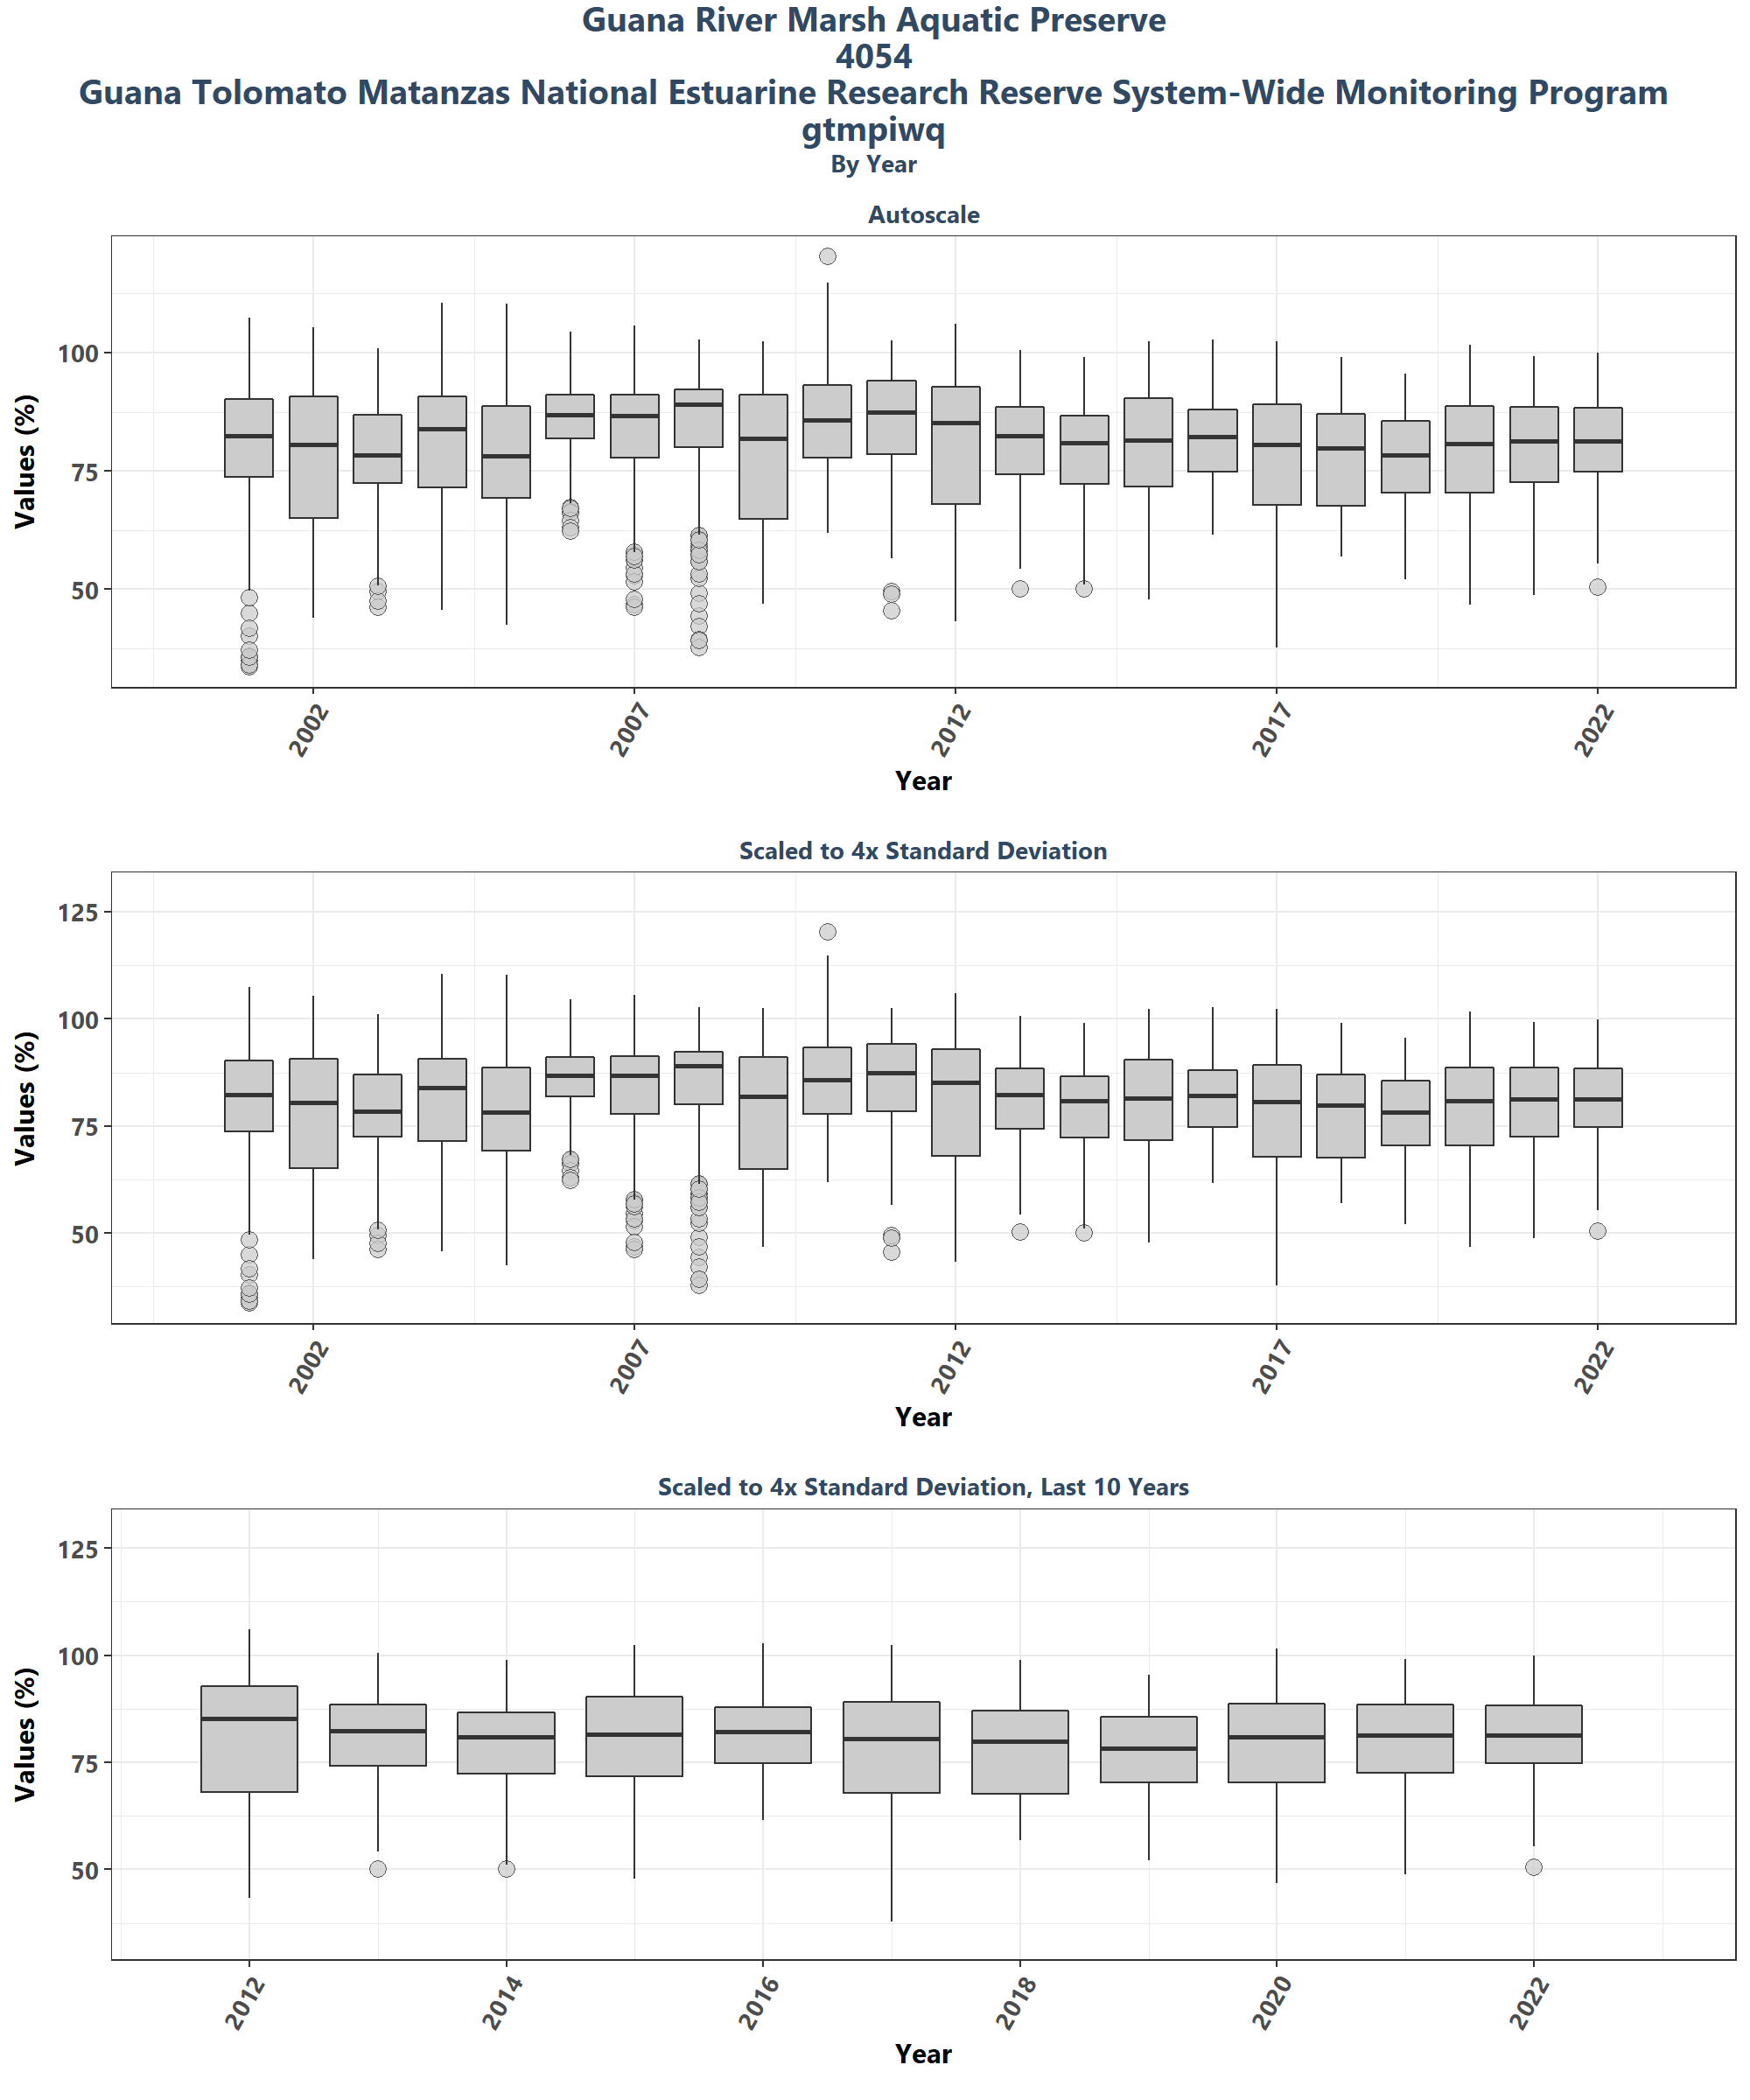 Guana River Marsh Aquatic Preserve
4054
Guana Tolomato Matanzas National Estuarine Research Reserve System-Wide Monitoring Program
gtmpiwq
By Year
Autoscale
Values (%)
100
75
50
2002 2007 2012 2017 2022
Year
Scaled to 4x Standard Deviation
Values (%)
125
100
75
50
2002 2007 2012 2017 2022
Year
Scaled to 4x Standard Deviation, Last 10 Years
Values (%)
125
100
75
50
2012 2014 2016 2018 2020 2022
Year